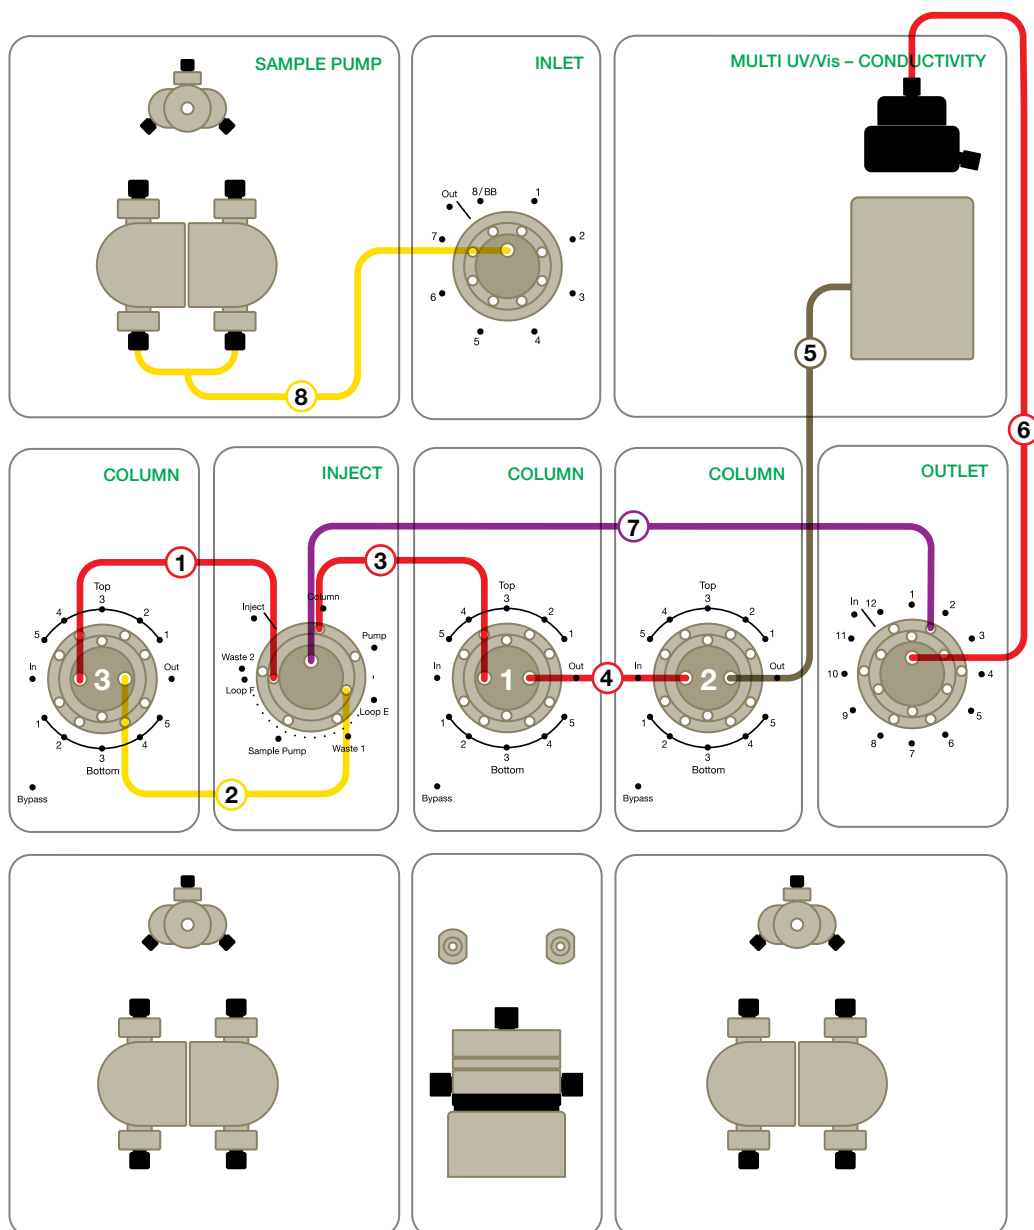 SAMPLE PUMP
INLET
MULTI UV/Vis – CONDUCTIVITY
Out
8/BB
1
7
2
6
3
5
4
8
5
6
COLUMN
INJECT
COLUMN
COLUMN
OUTLET
7
1
3
Top
3
4
2
5
1
In
Out
3
1
5
2
4
3
Bottom
Bypass
2
Column
Inject
Pump
Waste 2
Loop F
Loop E
Sample Pump
Waste 1
Top
3
4
2
5
1
In
Out
1
1
5
2
4
3
Bottom
Bypass
4
Top
3
4
2
5
1
In
Out
2
1
5
2
4
3
Bottom
Bypass
In
12
1
2
11
3
10
4
9
5
8
6
7